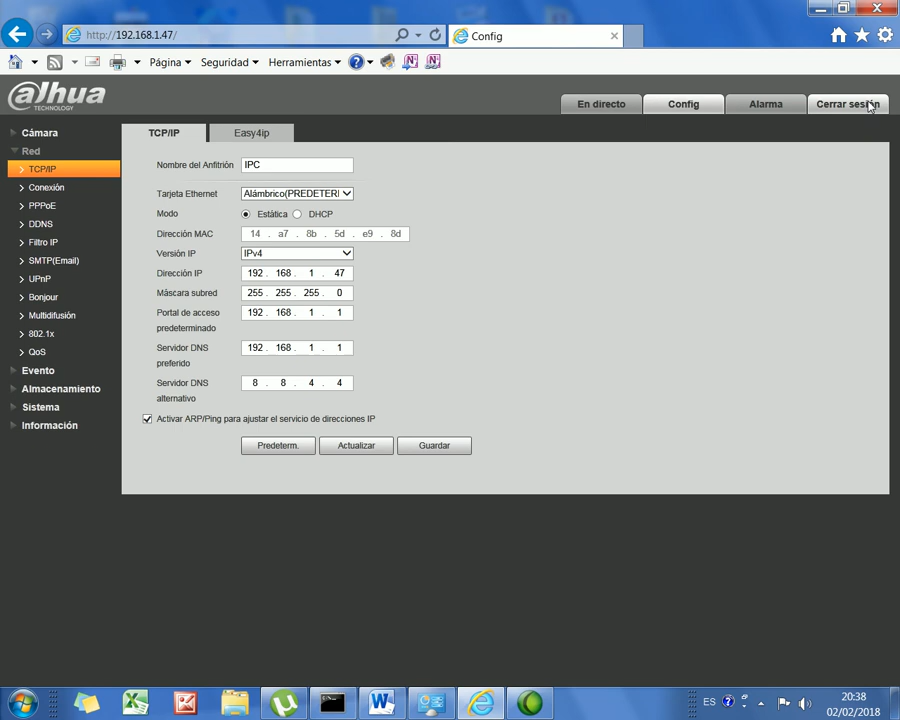 http://192.168.1.47/
Config
Página
Seguridad
Herramientas
alhua
TECHNOLOGY
En directo
Config
Alarma
Cerrar sesión
Cámara
Red
TCP/IP
Conexión
PPPoE
DDNS
Filtro IP
SMTP(Email)
UPnP
Bonjour
Multidifusión
802.1x
QoS
Evento
Almacenamiento
Sistema
Información
TCP/IP
Easy4ip
Nombre del Anfitrión IPC
Tarjeta Ethernet Alámbrico(PREDETERI
Modo Estática DHCP
Dirección MAC 14 . a7 . 8b . 5d . e9 . 8d
Versión IP IPv4
Dirección IP 192 . 168 . 1 . 47
Máscara subred 255 . 255 . 255 . 0
Portal de acceso 192 . 168 . 1 . 1
predeterminado
Servidor DNS 192 . 168 . 1 . 1
preferido
Servidor DNS 8 . 8 . 4 . 4
alternativo
Activar ARP/Ping para ajustar el servicio de direcciones IP
Predeterm. Actualizar Guardar
ES
20:38
02/02/2018